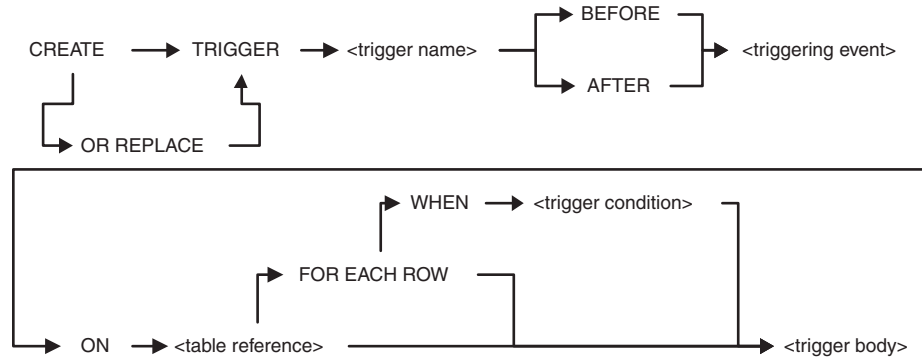 BEFORE
CREATE TRIGGER <trigger name> <triggering event>
AFTER
OR REPLACE
WHEN <trigger condition>
FOR EACH ROW
ON <table reference> <trigger body>